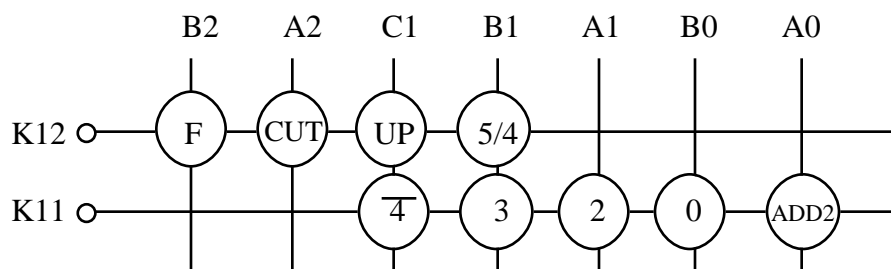 B2 A2 C1 B1 A1 B0 A0
K12 F CUT UP 5/4
K11 4̅ 3 2 0 ADD2